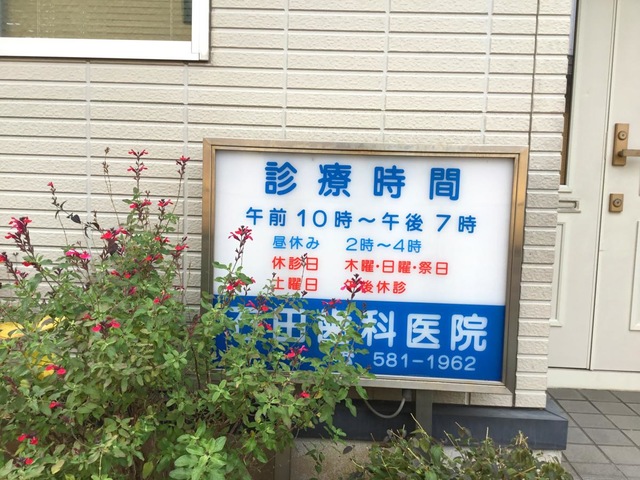 診療時間
午前10時～午後7時
昼休み 2時～4時
休診日 木曜・日曜・祭日
土曜日 午後休診
田歯科医院
581-1962